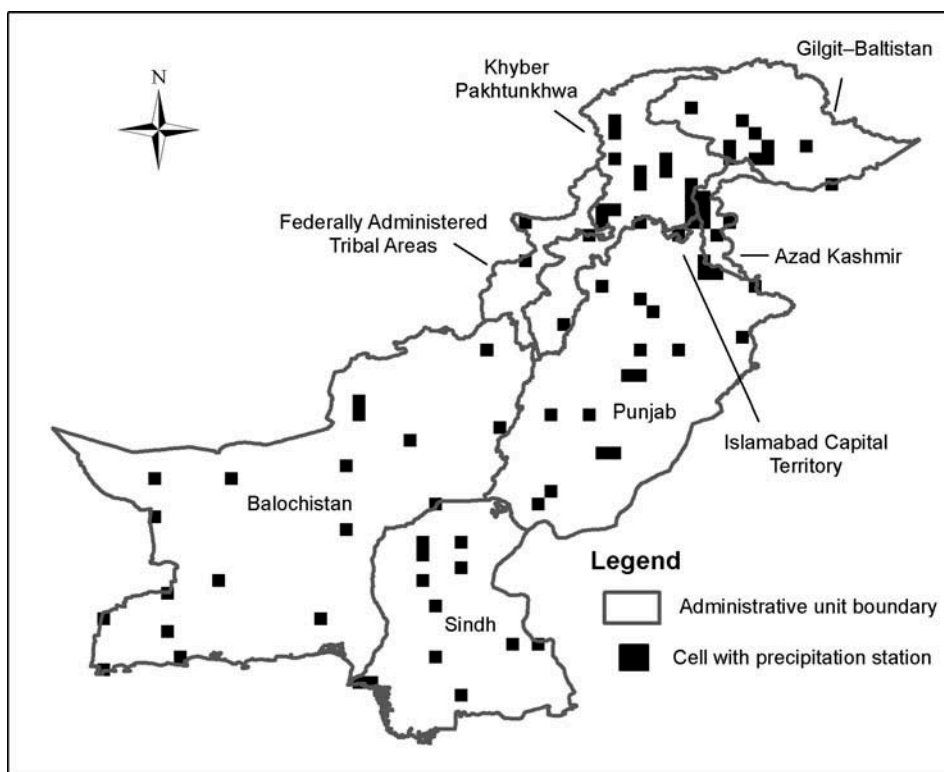 Gilgit–Baltistan
Khyber
Pakhtunkhwa
N
Federally Administered
Tribal Areas
Azad Kashmir
Punjab
Islamabad Capital
Territory
Balochistan
Sindh
Legend
Administrative unit boundary
Cell with precipitation station